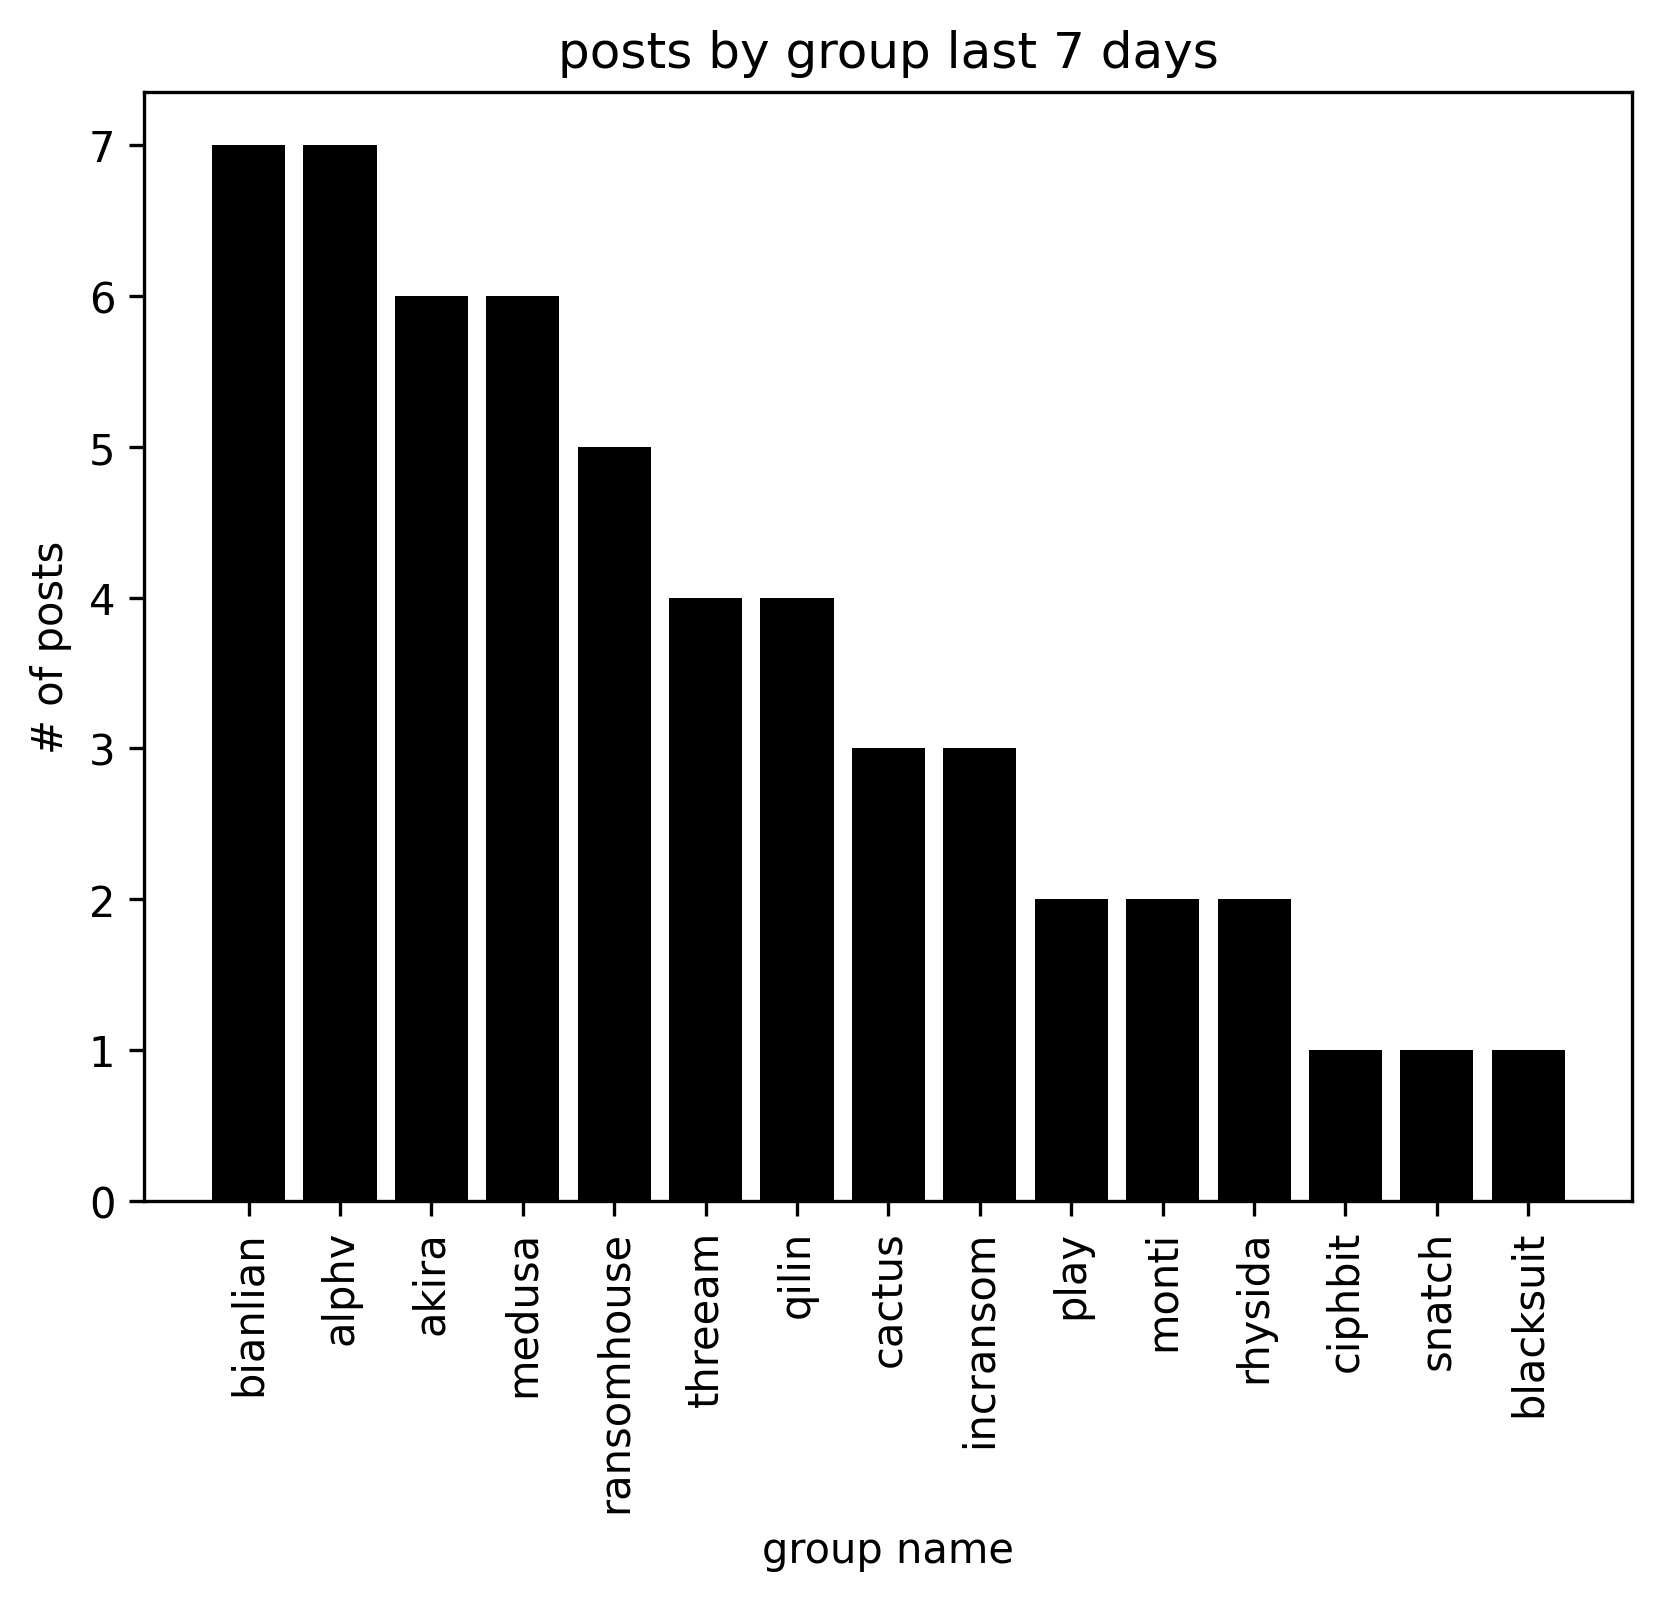 posts by group last 7 days
7
6
5
4
3
2
1
0
# of posts
bianlian
alphv
akira
medusa
ransomhouse
threeam
qilin
cactus
incransom
play
monti
rhysida
ciphbit
snatch
blacksuit
group name